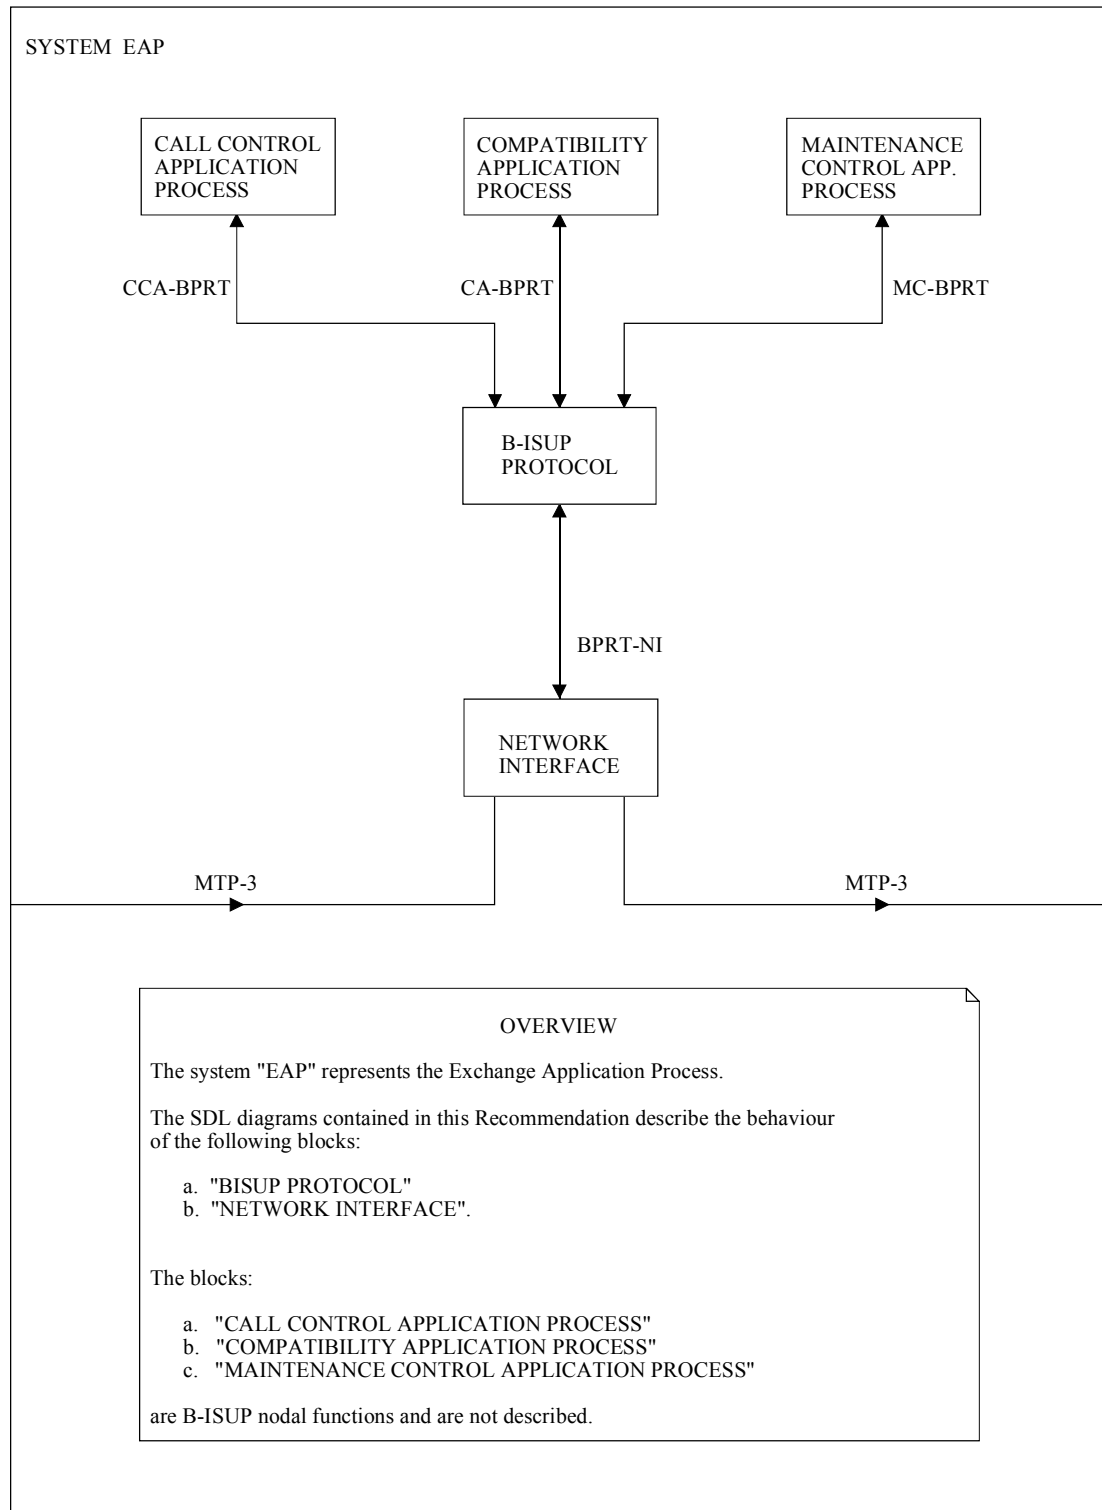 SYSTEM EAP
CALL CONTROL
APPLICATION
PROCESS
COMPATIBILITY
APPLICATION
PROCESS
MAINTENANCE
CONTROL APP.
PROCESS
CCA-BPRT
CA-BPRT
MC-BPRT
B-ISUP
PROTOCOL
BPRT-NI
NETWORK
INTERFACE
MTP-3
MTP-3
OVERVIEW
The system "EAP" represents the Exchange Application Process.
The SDL diagrams contained in this Recommendation describe the behaviour
of the following blocks:
a. "BISUP PROTOCOL"
b. "NETWORK INTERFACE".
The blocks:
a. "CALL CONTROL APPLICATION PROCESS"
b. "COMPATIBILITY APPLICATION PROCESS"
c. "MAINTENANCE CONTROL APPLICATION PROCESS"
are B-ISUP nodal functions and are not described.